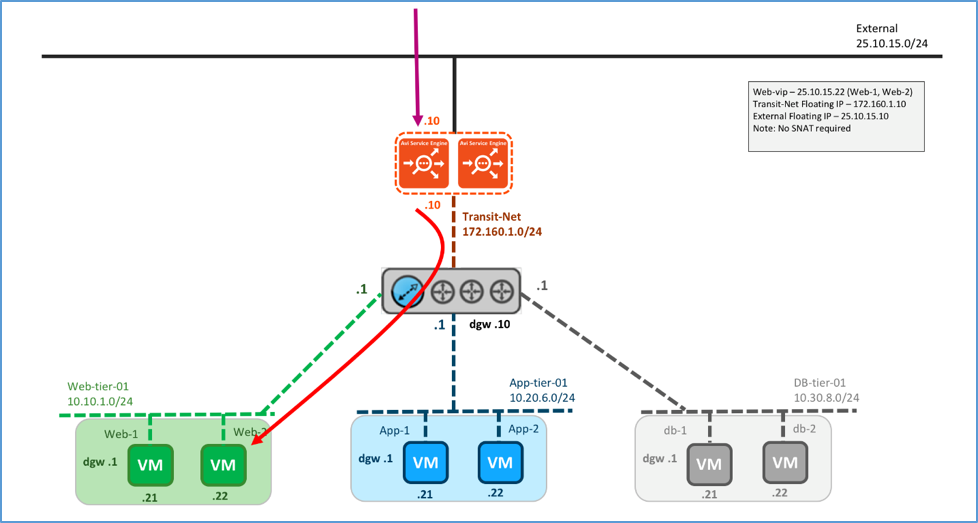 External
25.10.15.0/24
Web-vip – 25.10.15.22 (Web-1, Web-2)
Transit-Net Floating IP – 172.160.1.10
External Floating IP – 25.10.15.10
Note: No SNAT required
.10
Avi Service Engine
Avi Service Engine
.10
Transit-Net
172.160.1.0/24
.1
.1
.1
dgw .10
Web-tier-01
10.10.1.0/24
App-tier-01
10.20.6.0/24
DB-tier-01
10.30.8.0/24
Web-1
Web-2
dgw .1
VM
VM
.21
.22
App-1
App-2
dgw .1
VM
VM
.21
.22
db-1
db-2
dgw .1
VM
VM
.21
.22